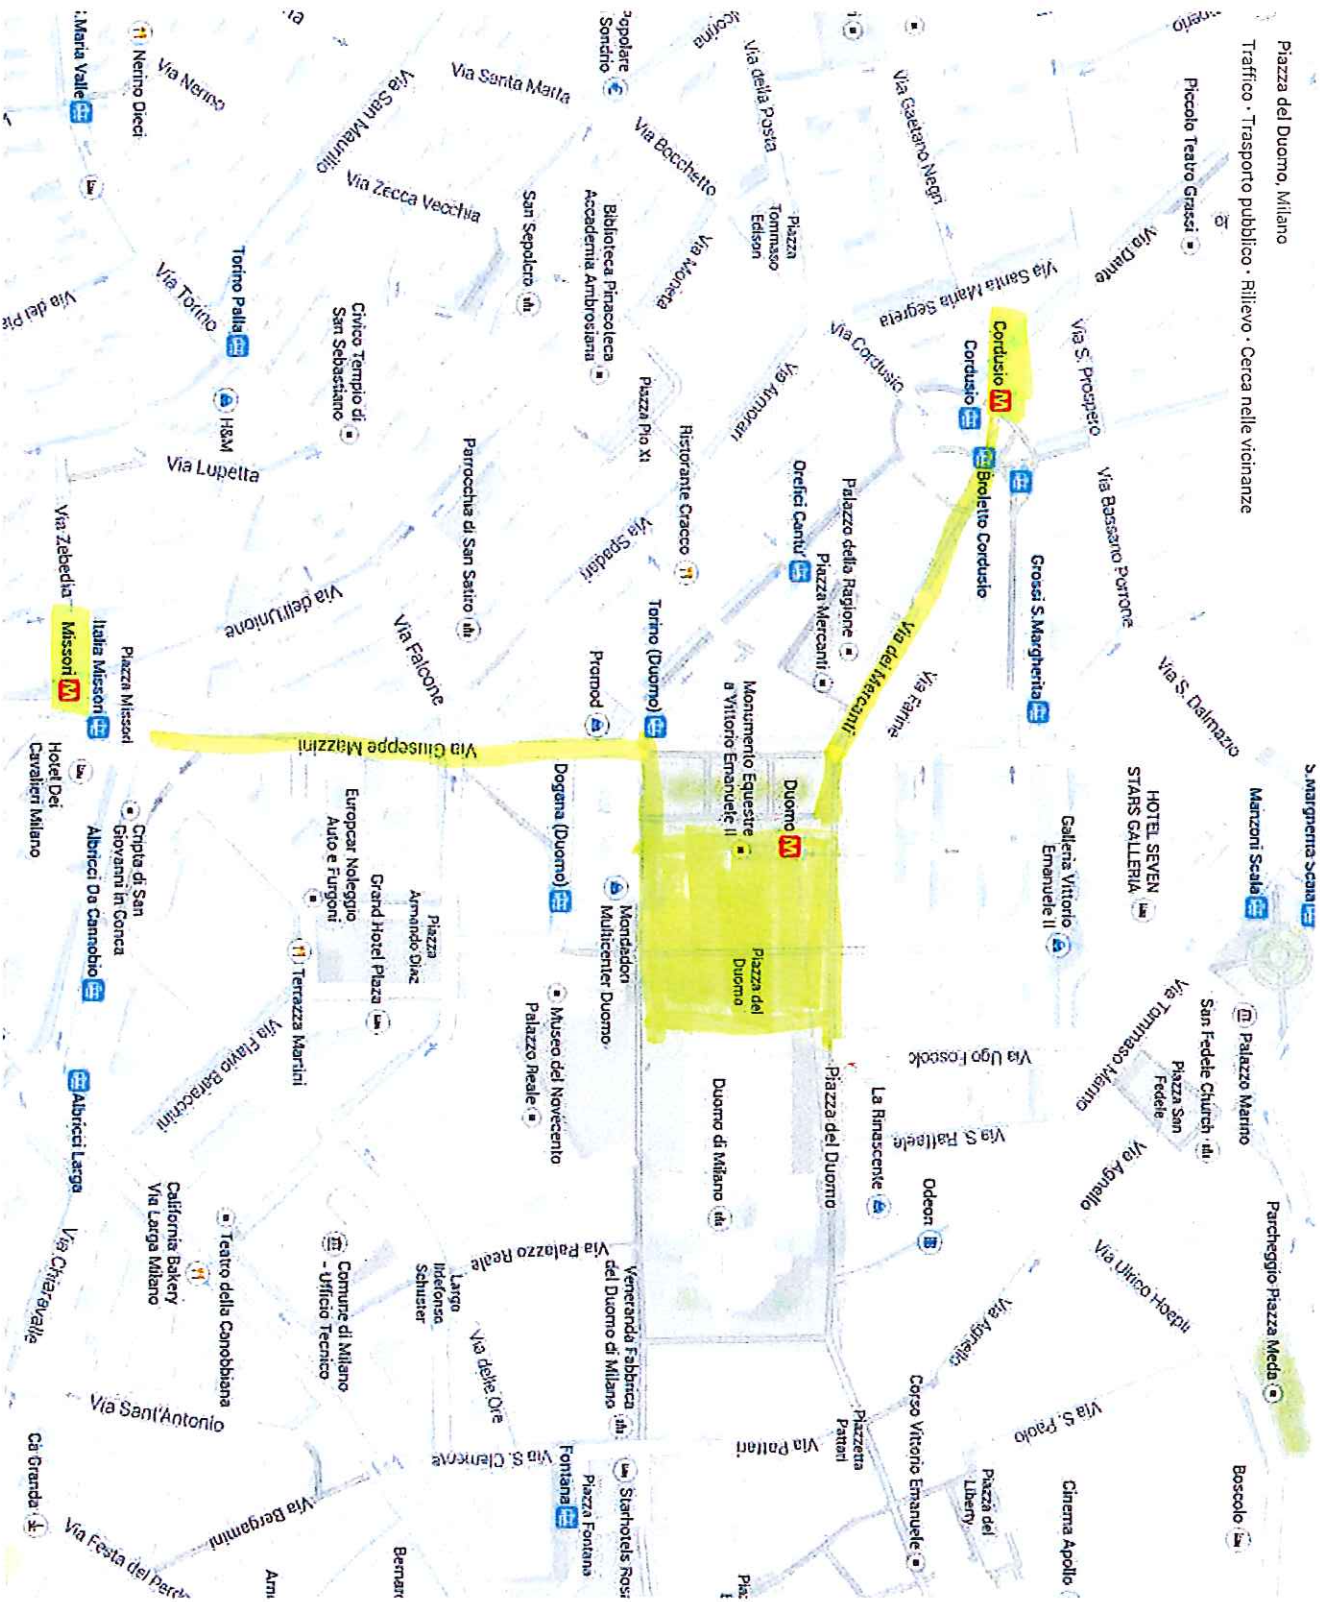 Piazza del Duomo, Milano
Traffico · Trasporto pubblico · Rilievo · Cerca nelle vicinanze
Piccolo Teatro Grassi
Manzoni Scala
Palazzo Marino
Parcheggio Piazza Meda
Boscolo
San Fedele Church
Piazza San
Fedele
Via S. Dalmazio
HOTEL SEVEN
STARS GALLERIA
Via Tommaso Marino
Via Agnello
Via Ulrico Hoepli
Via Dante
Via S. Prospero
Via Bassano Porrone
Galleria Vittorio
Emanuele II
Via S. Paolo
Cinema Apollo
Via Santa Maria Segreta
Grossi S.Margherita
Via Ugo Foscolo
Via S. Raffaele
Via Agnello
Piazza del
Liberty
Cordusio
Cordusio
Broletto Cordusio
Via Gaetano Negri
Odeon
Corso Vittorio Emanuele
Via Cordusio
Via Farine
Via dei Mercanti
La Rinascente
Piazzetta
Pattari
Palazzo della Ragione
Piazza Mercanti
Piazza del Duomo
Orefici Cantu'
Duomo
Via della Posta
Piazza
Tommaso
Edison
Via Armorari
Monumento Equestre
a Vittorio Emanuele II
Piazza del
Duomo
Duomo di Milano
Via Pattari
Via Moneta
Ristorante Cracco
Via Bocchetto
Piazza Pio XI
Torino (Duomo)
Via Spadari
Biblioteca Pinacoteca
Accademia Ambrosiana
Promod
Mondadori
Multicenter Duomo
Veneranda Fabbrica
del Duomo di Milano
Via Palazzo Reale
Starhotels Rosa
Piazza Fontana
Fontana
Dogana (Duomo)
Museo del Novecento
Palazzo Reale
Via Santa Marta
San Sepolcro
Via Zecca Vecchia
Parrocchia di San Satiro
Via Falcone
Via Giuseppe Mazzini
Piazza
Armando Diaz
Grand Hotel Plaza
Via delle Ore
Via S. Clemente
Largo
Ildefonso
Schuster
Via San Maurilio
Civico Tempio di
San Sebastiano
Europcar Noleggio
Auto e Furgoni
Terrazza Martini
Comune di Milano
- Ufficio Tecnico
Via dell'Unione
Via Flavio Baracchini
Via Bergamini
Torino Palla
H&M
Via Torino
Via Lupetta
Teatro della Canobbiana
California Bakery
Via Larga Milano
Via Nerino
Nerino Dieci
Piazza Missori
Cripta di San
Giovanni in Conca
Via Sant'Antonio
S.Maria Valle
Italia Missori
Missori
Via Zebedia
Albricci Da Cannobio
Albricci Larga
Hotel Dei
Cavalieri Milano
Via Chiaravalle
Ca'Granda